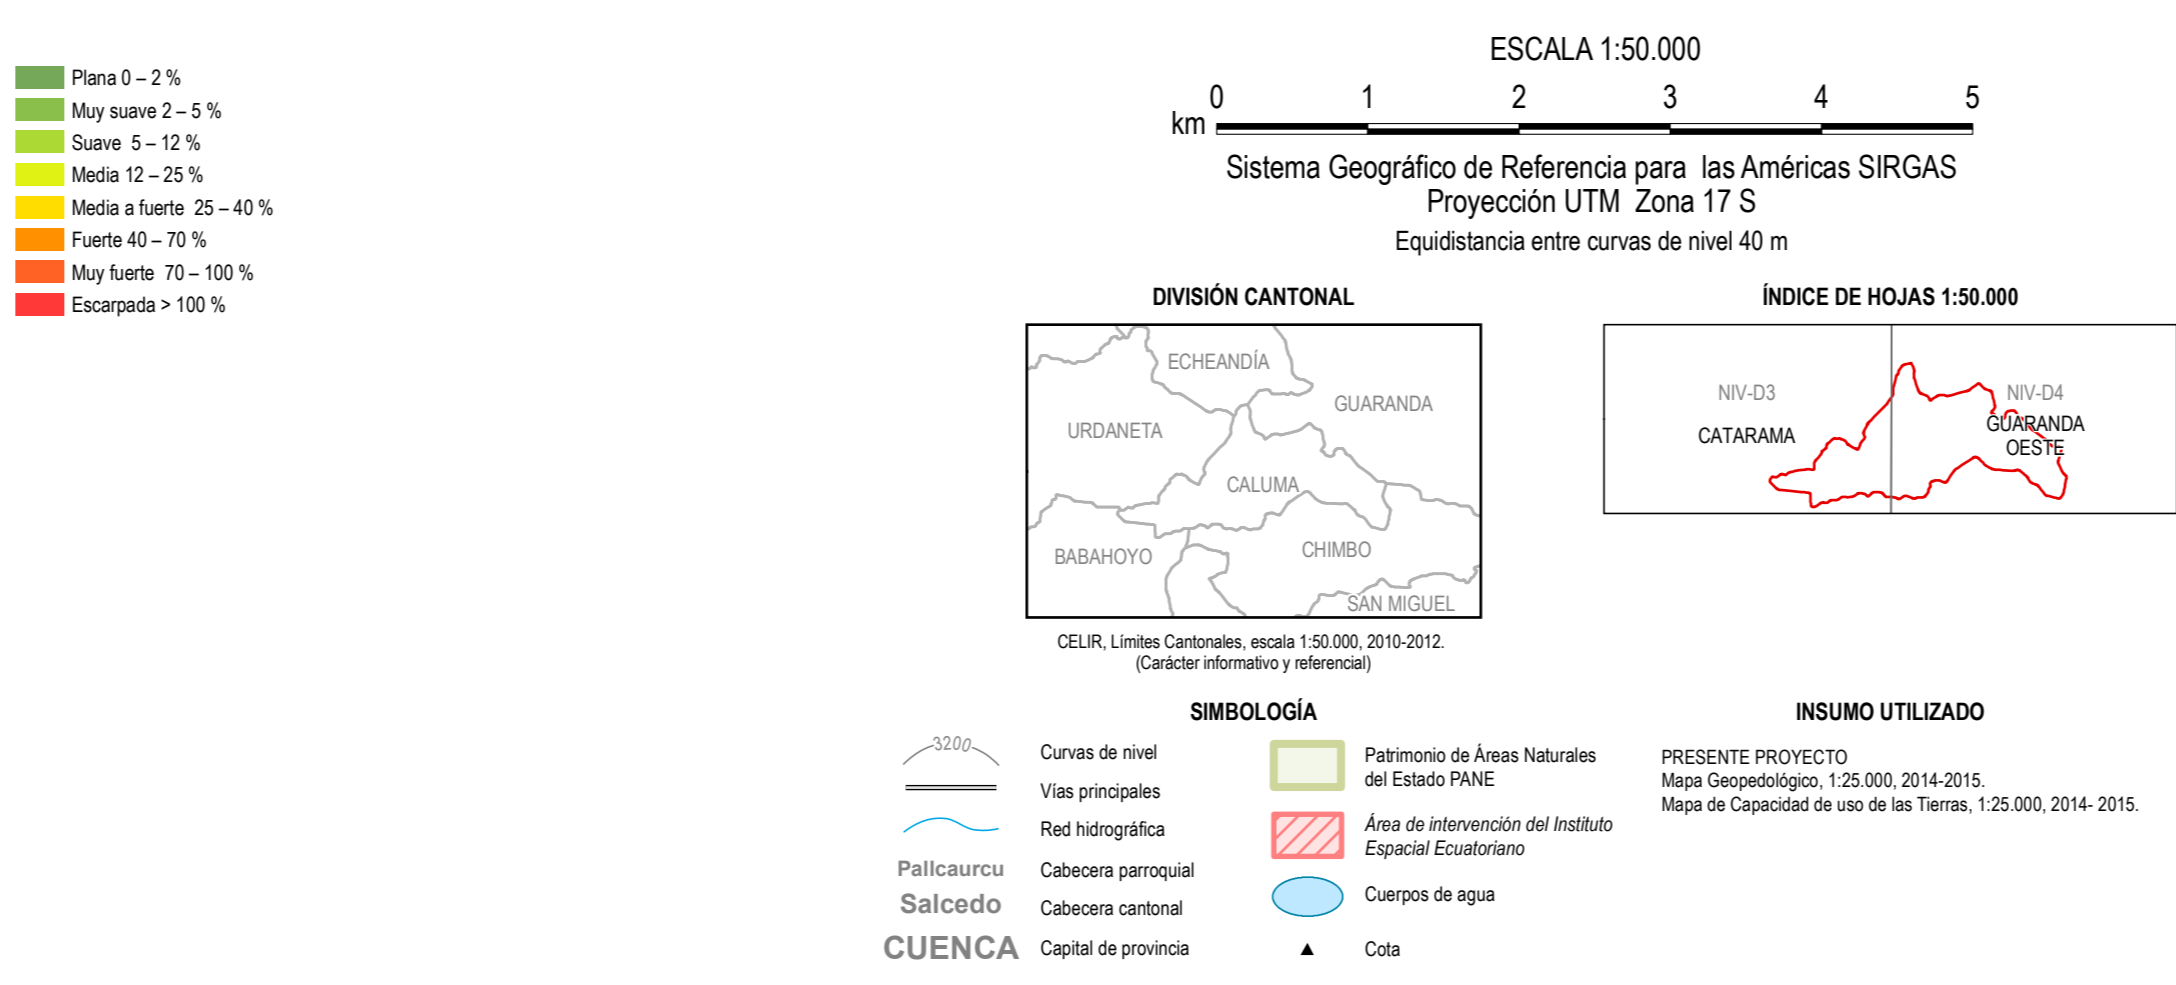 Plana 0 – 2 %
Muy suave 2 – 5 %
Suave 5 – 12 %
Media 12 – 25 %
Media a fuerte 25 – 40 %
Fuerte 40 – 70 %
Muy fuerte 70 – 100 %
Escarpada > 100 %
ESCALA 1:50.000
0 1 2 3 4 5
km
Sistema Geográfico de Referencia para las Américas SIRGAS
Proyección UTM Zona 17 S
Equidistancia entre curvas de nivel 40 m
DIVISIÓN CANTONAL
ECHEANDÍA
GUARANDA
URDANETA
CALUMA
BABAHOYO
CHIMBO
SAN MIGUEL
CELIR, Límites Cantonales, escala 1:50.000, 2010-2012.
(Carácter informativo y referencial)
ÍNDICE DE HOJAS 1:50.000
NIV-D3
CATARAMA
NIV-D4
GUARANDA
OESTE
SIMBOLOGÍA
3200
Curvas de nivel
Vías principales
Red hidrográfica
Pallcaurcu
Cabecera parroquial
Salcedo
Cabecera cantonal
CUENCA
Capital de provincia
Patrimonio de Áreas Naturales
del Estado PANE
Área de intervención del Instituto
Espacial Ecuatoriano
Cuerpos de agua
Cota
INSUMO UTILIZADO
PRESENTE PROYECTO
Mapa Geopedológico, 1:25.000, 2014-2015.
Mapa de Capacidad de uso de las Tierras, 1:25.000, 2014- 2015.